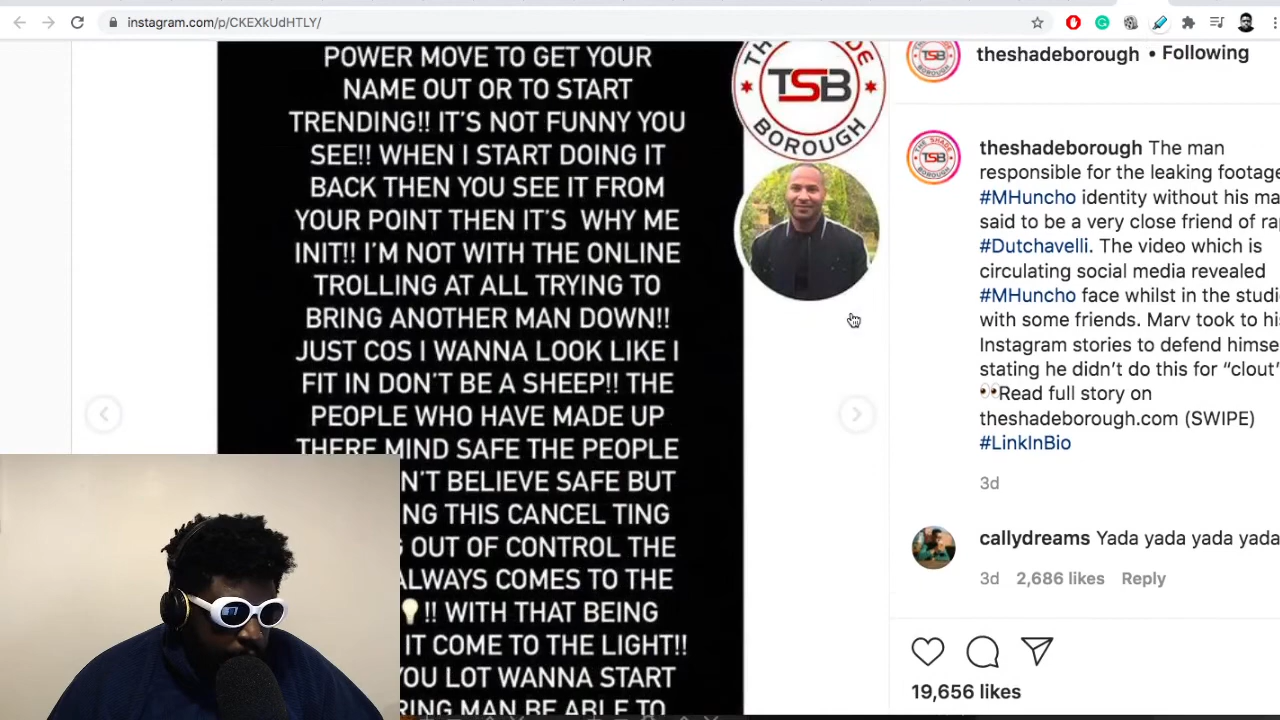 instagram.com/p/CKEXkUdHTLY/
POWER MOVE TO GET YOUR
NAME OUT OR TO START
TRENDING!! IT'S NOT FUNNY YOU
SEE!! WHEN I START DOING IT
BACK THEN YOU SEE IT FROM
YOUR POINT THEN IT'S WHY ME
INIT!! I'M NOT WITH THE ONLINE
TROLLING AT ALL TRYING TO
BRING ANOTHER MAN DOWN!!
JUST COS I WANNA LOOK LIKE I
FIT IN DON'T BE A SHEEP!! THE
PEOPLE WHO HAVE MADE UP
THERE MIND SAFE THE PEOPLE
N'T BELIEVE SAFE BUT
NG THIS CANCEL TING
OUT OF CONTROL THE
ALWAYS COMES TO THE
💡!! WITH THAT BEING
IT COME TO THE LIGHT!!
YOU LOT WANNA START
RING MAN BE ABLE TO
THE SHADE
TSB
BOROUGH
theshadeborough • Following
theshadeborough The man
responsible for the leaking footage
#MHuncho identity without his ma
said to be a very close friend of ra
#Dutchavelli. The video which is
circulating social media revealed
#MHuncho face whilst in the studi
with some friends. Marv took to hi
Instagram stories to defend himse
stating he didn't do this for "clout"
👀Read full story on
theshadeborough.com (SWIPE)
#LinkInBio
3d
callydreams Yada yada yada yada
3d 2,686 likes Reply
19,656 likes